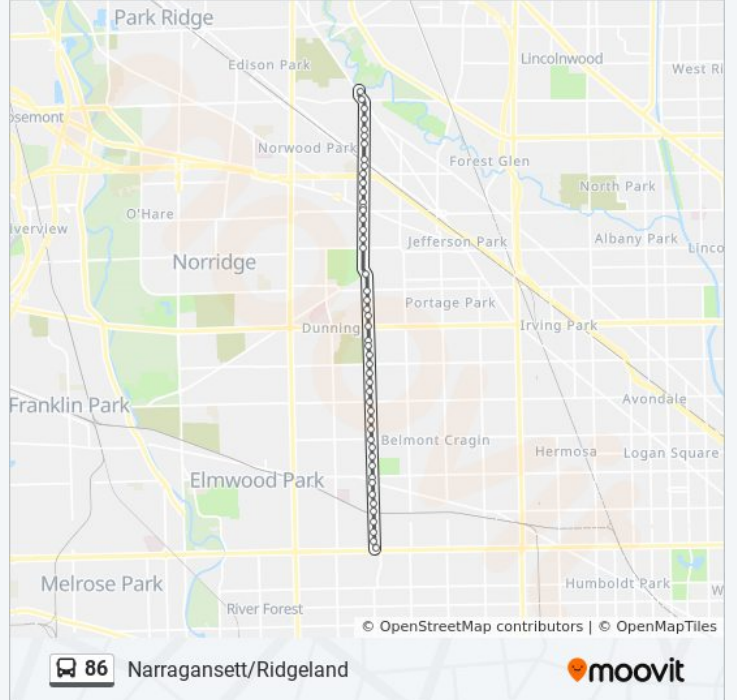 Park Ridge
Edison Park
Lincolnwood
West Ri
osemont
Norwood Park
Forest Glen
North Park
O'Hare
iverview
Jefferson Park
Albany Park
Linco
Norridge
Portage Park
Dunning
Irving Park
Franklin Park
Avondale
Belmont Cragin
Hermosa
Logan Square
Elmwood Park
Melrose Park
Humboldt Park
W
River Forest
© OpenStreetMap contributors | © OpenMapTiles
86 Narragansett/Ridgeland
moovit